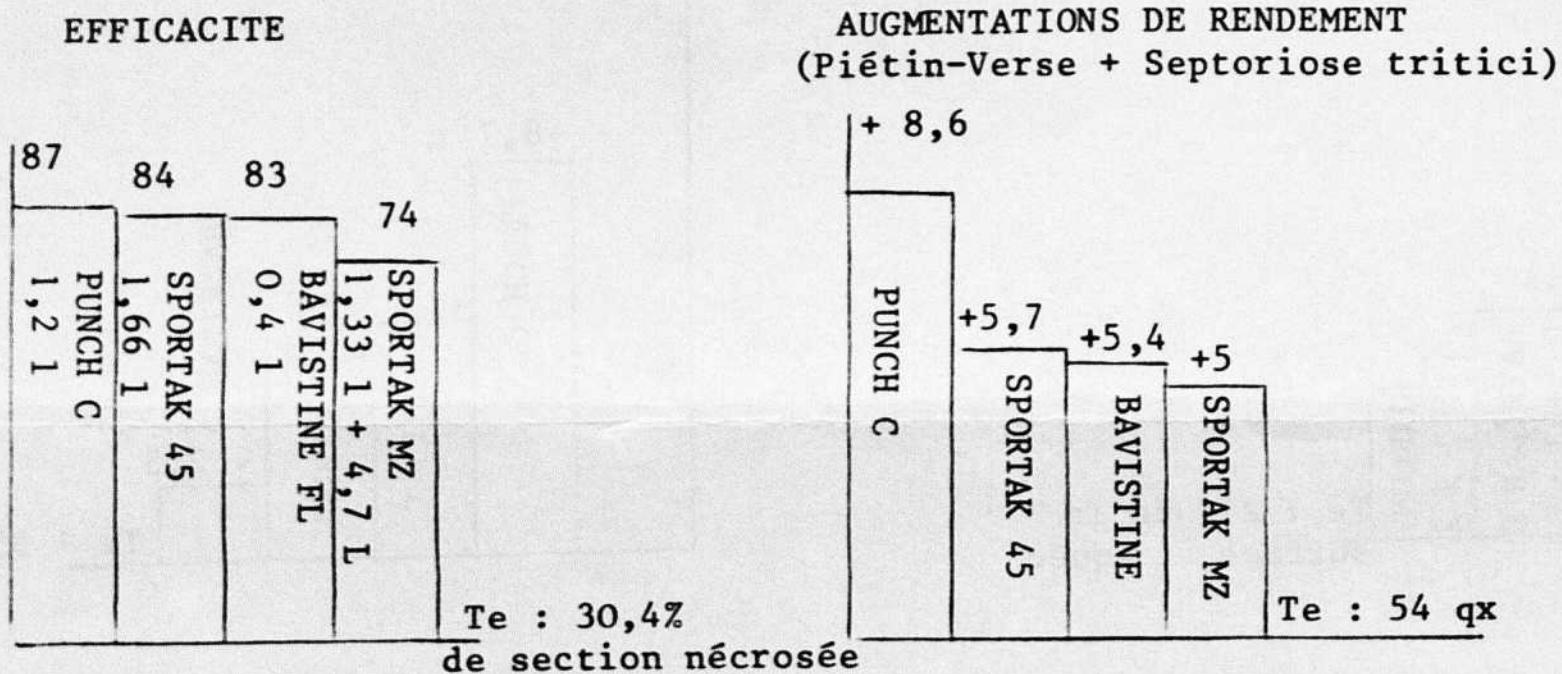 EFFICACITE
87
84
83
74
PUNCH C
1,2 l
SPORTAK 45
1,66 l
BAVISTINE FL
0,4 l
SPORTAK MZ
1,33 l + 4,7 L
Te : 30,4%
de section nécrosée
AUGMENTATIONS DE RENDEMENT
(Piétin-Verse + Septoriose tritici)
+ 8,6
+5,7
+5,4
+5
PUNCH C
SPORTAK 45
BAVISTINE
SPORTAK MZ
Te : 54 qx